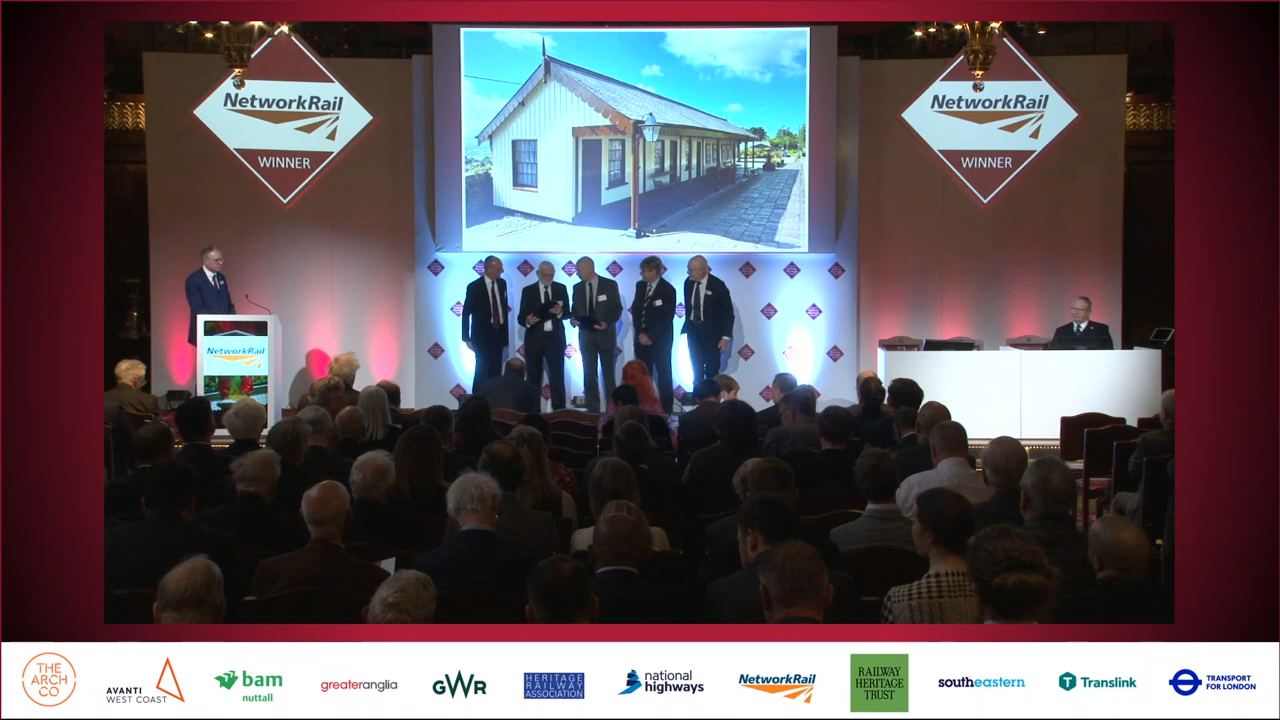 NetworkRail
WINNER
NetworkRail
WINNER
NetworkRail
THE
ARCH
CO
AVANTI
WEST COAST
bam
nuttall
greateranglia
GWR
HERITAGE
RAILWAY
ASSOCIATION
national
highways
NetworkRail
RAILWAY
HERITAGE
TRUST
southeastern
T
Translink
TRANSPORT
FOR LONDON